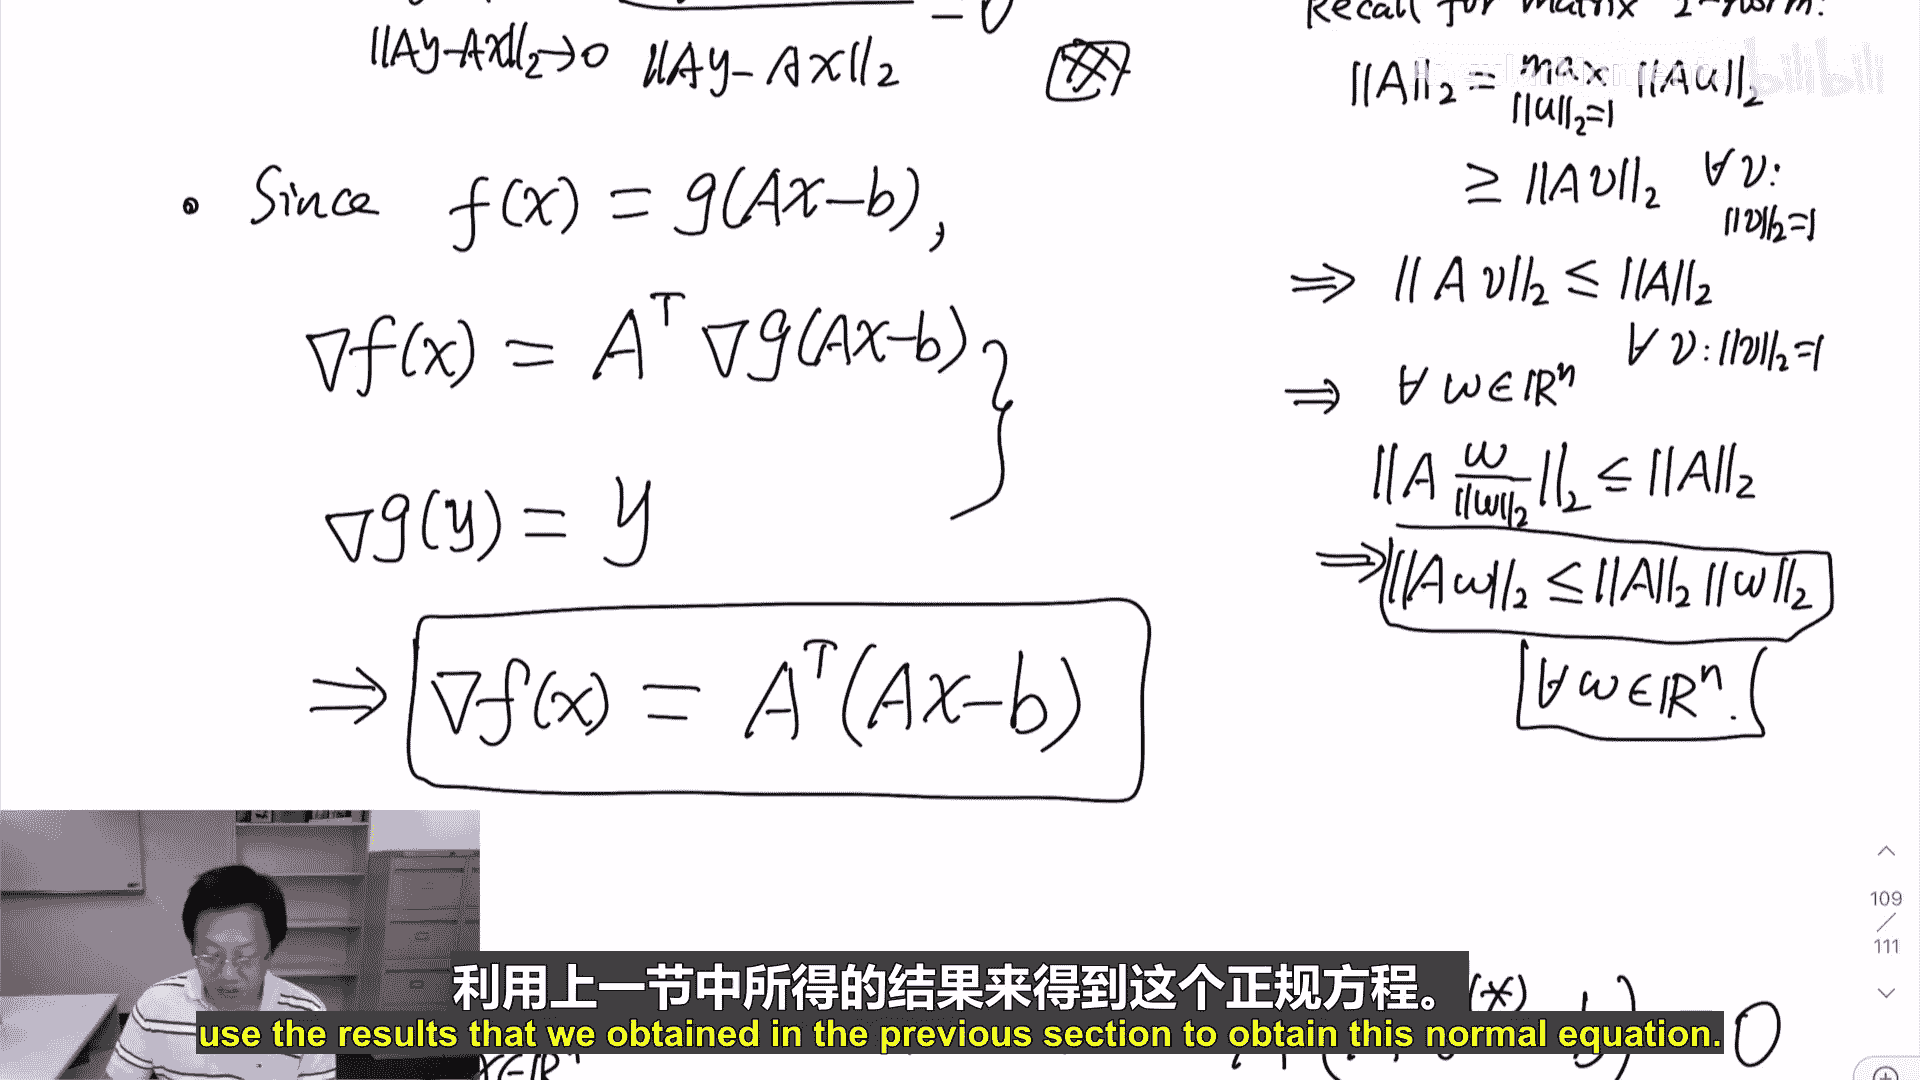 = 0
||Ay-Ax||₂→0 ||Ay-Ax||₂
• Since f(x) = g(Ax-b),
∇f(x) = Aᵀ ∇g(Ax-b)
∇g(y) = y
⇒ ∇f(x) = Aᵀ(Ax-b)
Recall for matrix 2-norm:
||A||₂ = max ||Au||₂
||u||₂=1
≥ ||Av||₂ ∀v:
||v||₂=1
⇒ ||Av||₂ ≤ ||A||₂
∀v:||v||₂=1
⇒ ∀w∈ℝⁿ
||A w/||w||₂||₂ ≤ ||A||₂
⇒ ||Aw||₂ ≤ ||A||₂||w||₂
∀w∈ℝⁿ.
bilibili
109
/
111
利用上一节中所得的结果来得到这个正规方程。
(*)
use the results that we obtained in the previous section to obtain this normal equation.
0
x∈ℝⁿ